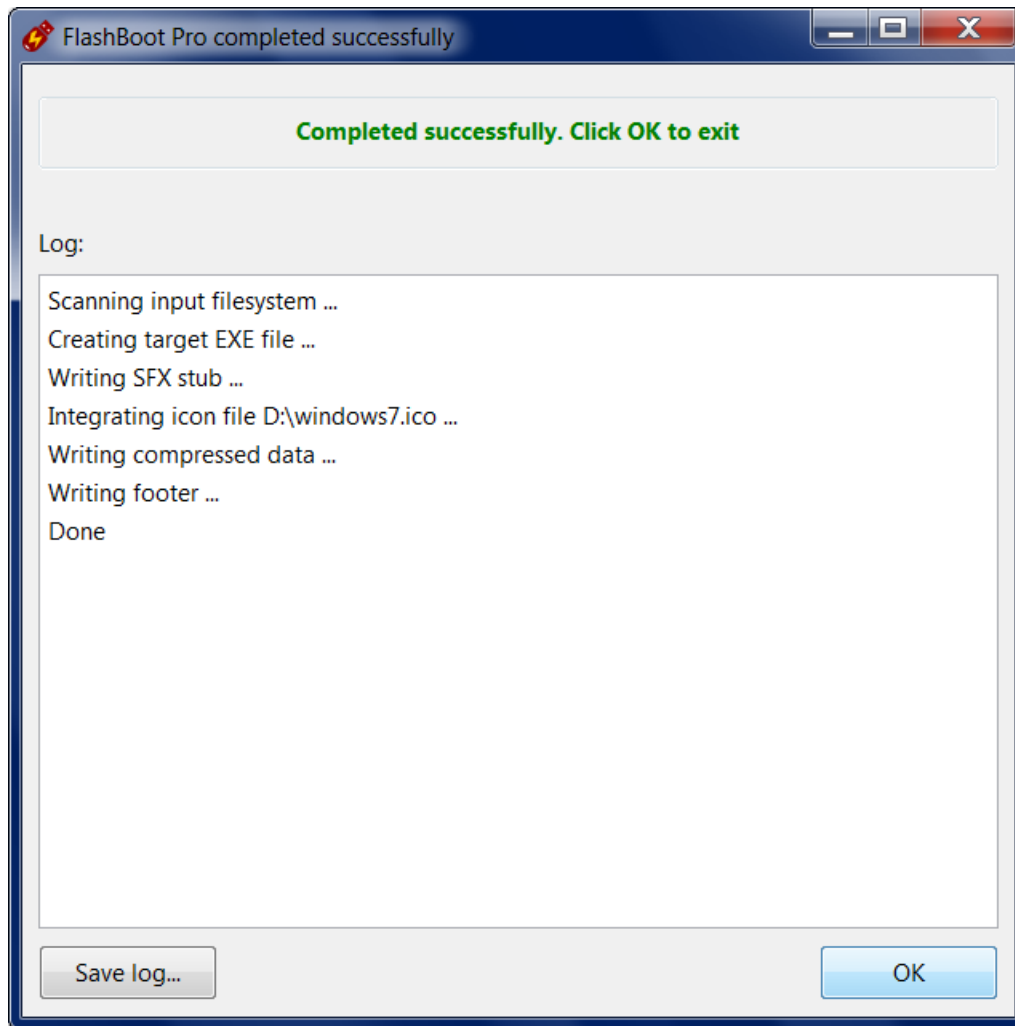 FlashBoot Pro completed successfully
Completed successfully. Click OK to exit
Log:
Scanning input filesystem ...
Creating target EXE file ...
Writing SFX stub ...
Integrating icon file D:\windows7.ico ...
Writing compressed data ...
Writing footer ...
Done
Save log...
OK